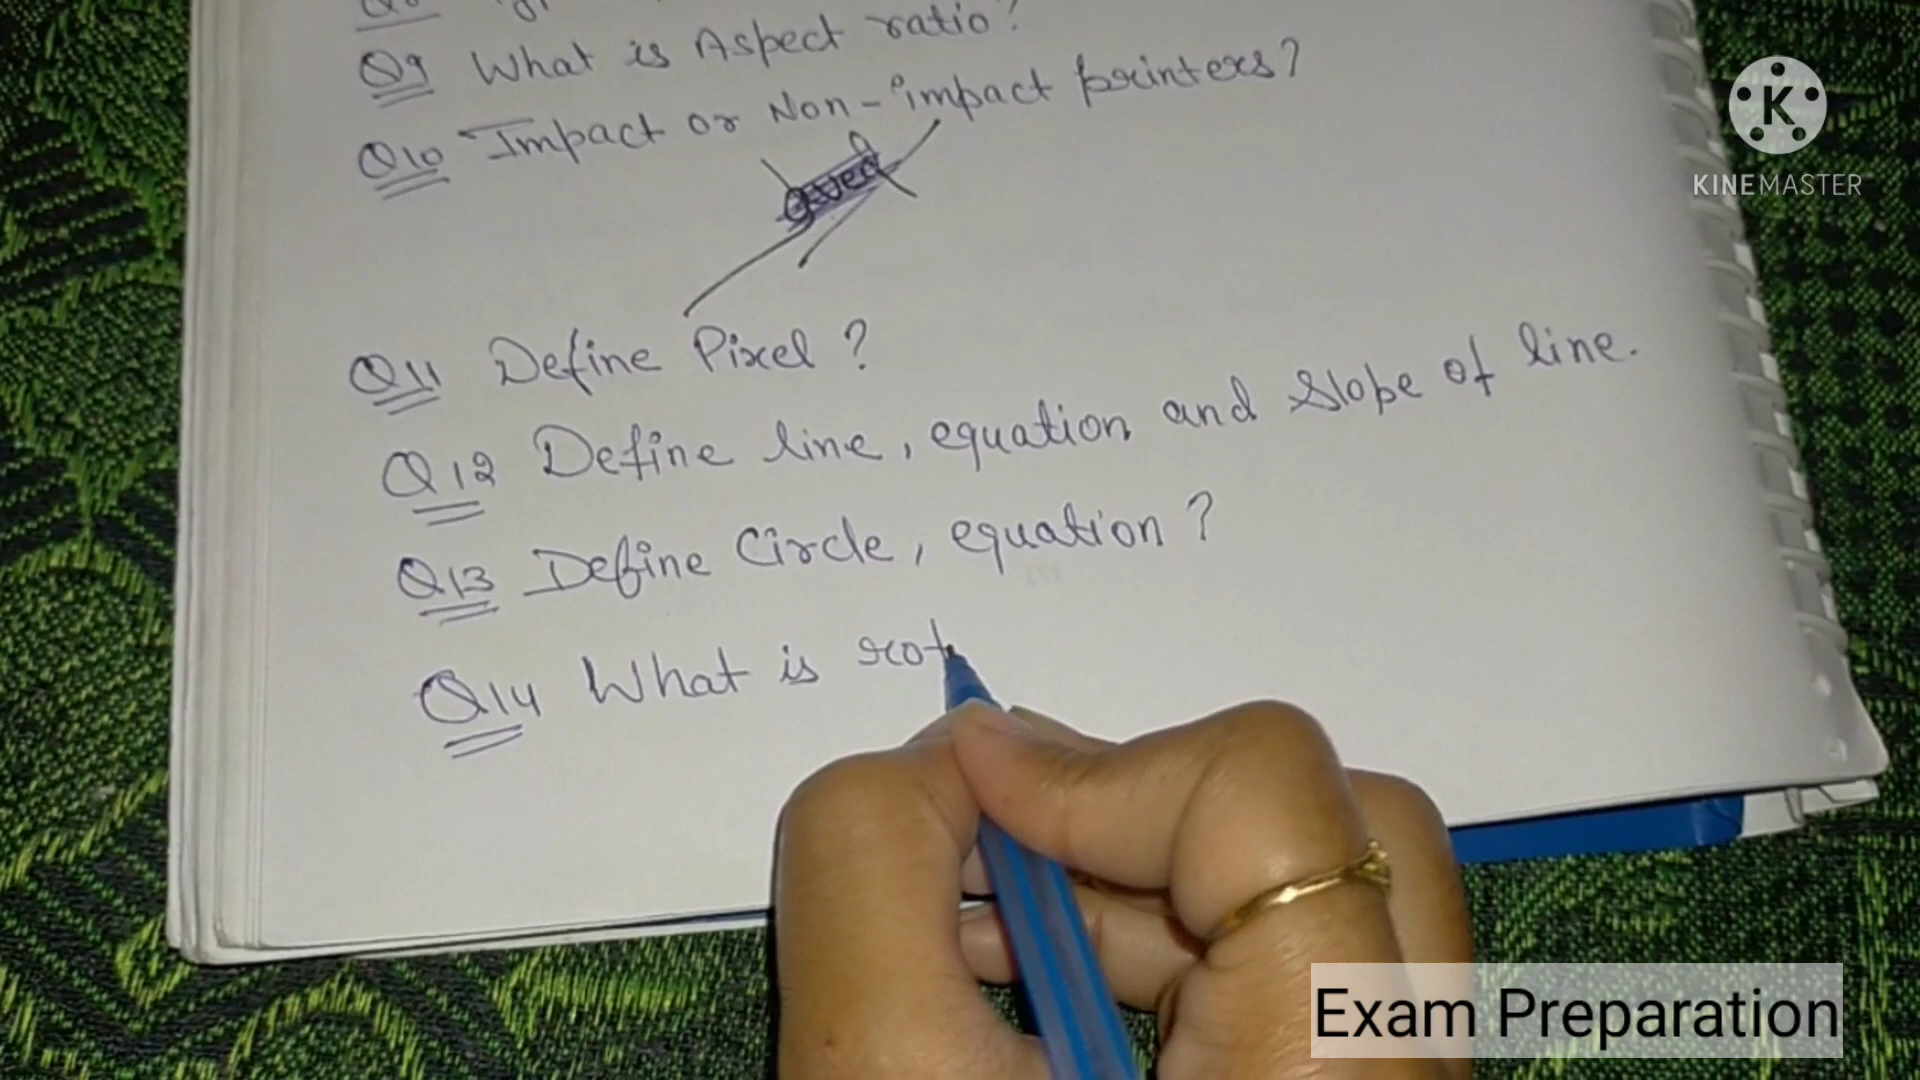 Q9 What is Aspect ratio?
Q10 Impact or Non-impact printers?
Q11 Define Pixel?
Q12 Define line, equation and slope of line.
Q13 Define Circle, equation?
Q14 What is rot
K
KINEMASTER
Exam Preparation